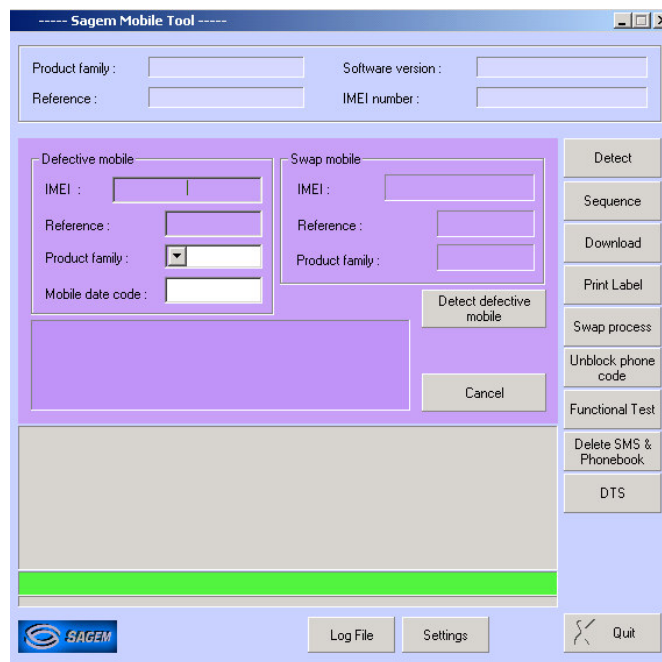 ----- Sagem Mobile Tool -----
Product family :
Software version :
Reference :
IMEI number :
Defective mobile
IMEI :
Reference :
Product family :
Mobile date code :
Swap mobile
IMEI :
Reference :
Product family :
Detect defective
mobile
Cancel
Detect
Sequence
Download
Print Label
Swap process
Unblock phone
code
Functional Test
Delete SMS &
Phonebook
DTS
SAGEM
Log File
Settings
Quit